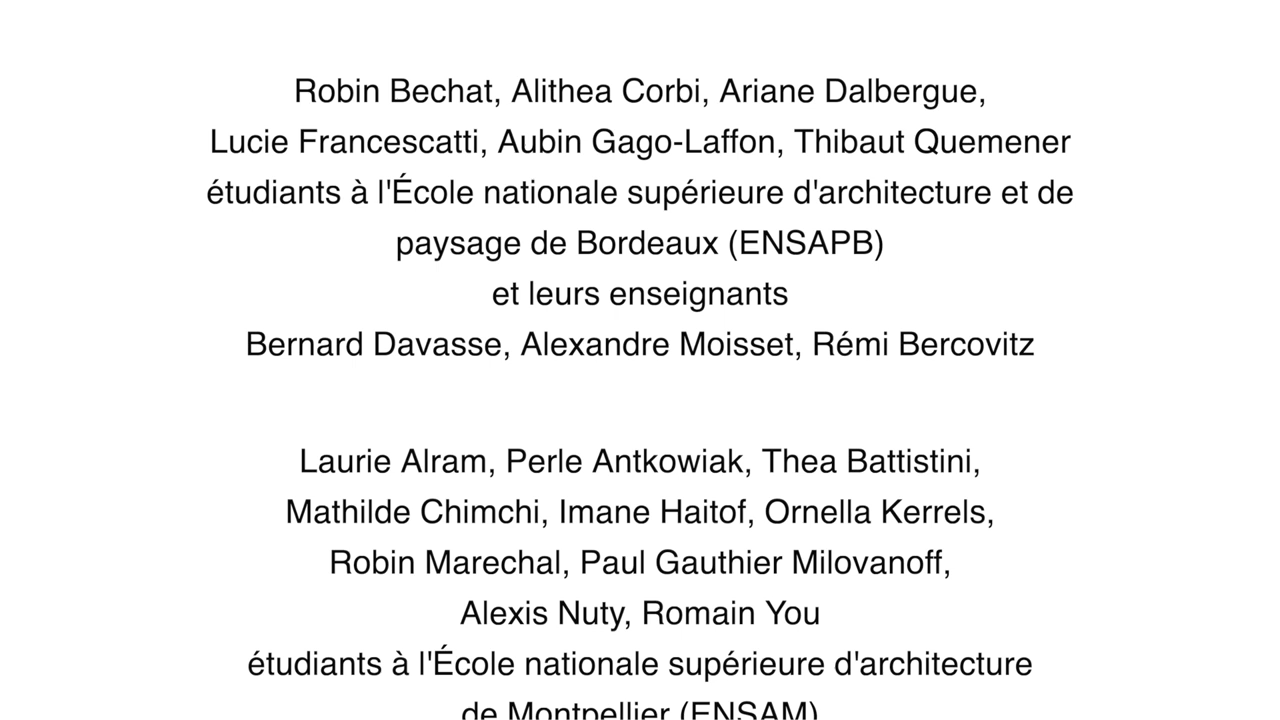 Robin Bechat, Alithea Corbi, Ariane Dalbergue,
Lucie Francescatti, Aubin Gago-Laffon, Thibaut Quemener
étudiants à l'École nationale supérieure d'architecture et de
paysage de Bordeaux (ENSAPB)
et leurs enseignants
Bernard Davasse, Alexandre Moisset, Rémi Bercovitz
Laurie Alram, Perle Antkowiak, Thea Battistini,
Mathilde Chimchi, Imane Haitof, Ornella Kerrels,
Robin Marechal, Paul Gauthier Milovanoff,
Alexis Nuty, Romain You
étudiants à l'École nationale supérieure d'architecture
de Montpellier (ENSAM)